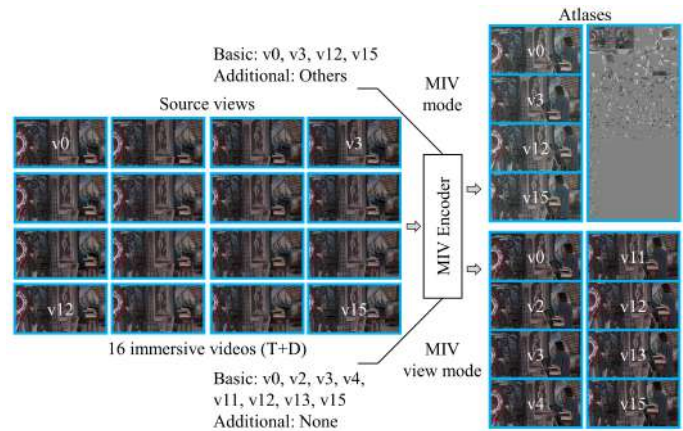 Atlases
Basic: v0, v3, v12, v15
Additional: Others
MIV
mode
Source views
v0
v3
v12
v15
16 immersive videos (T+D)
MIV Encoder
Basic: v0, v2, v3, v4,
v11, v12, v13, v15
Additional: None
MIV
view mode
v0
v3
v12
v15
v0
v11
v2
v12
v3
v13
v4
v15